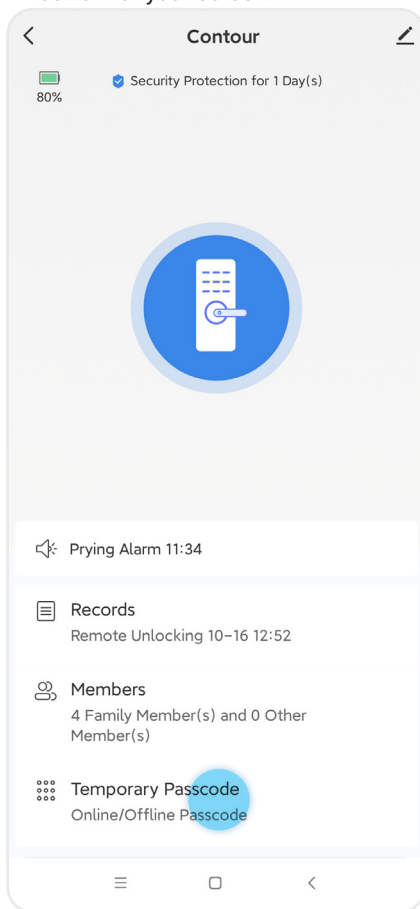 Contour
80%
Security Protection for 1 Day(s)
Prying Alarm 11:34
Records
Remote Unlocking 10-16 12:52
Members
4 Family Member(s) and 0 Other
Member(s)
Temporary Passcode
Online/Offline Passcode